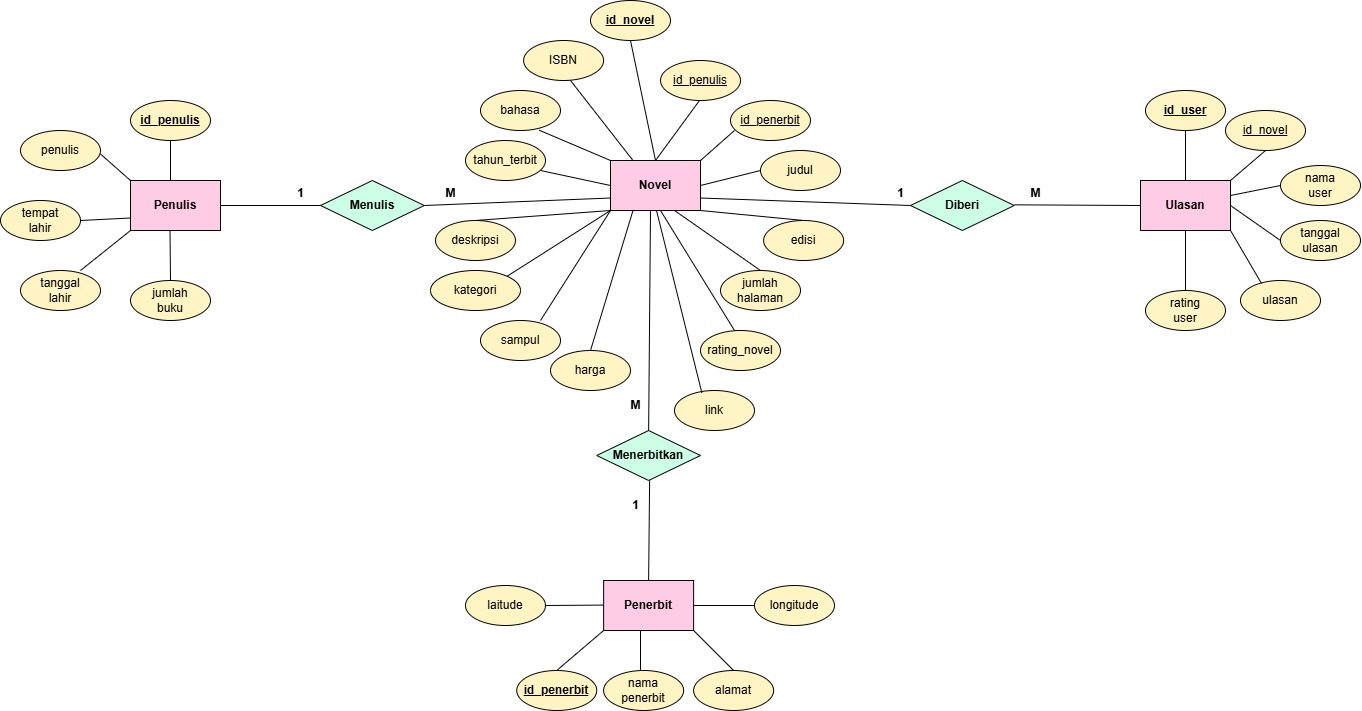 id_novel
ISBN
id_penulis
bahasa
id_penerbit
tahun_terbit
judul
Novel
id_penulis
penulis
Penulis
tempat
lahir
tanggal
lahir
jumlah
buku
1
Menulis
M
deskripsi
kategori
sampul
harga
edisi
jumlah
halaman
rating_novel
link
1
Diberi
M
id_user
id_novel
nama
user
Ulasan
tanggal
ulasan
ulasan
rating
user
M
Menerbitkan
1
laitude
Penerbit
longitude
id_penerbit
nama
penerbit
alamat